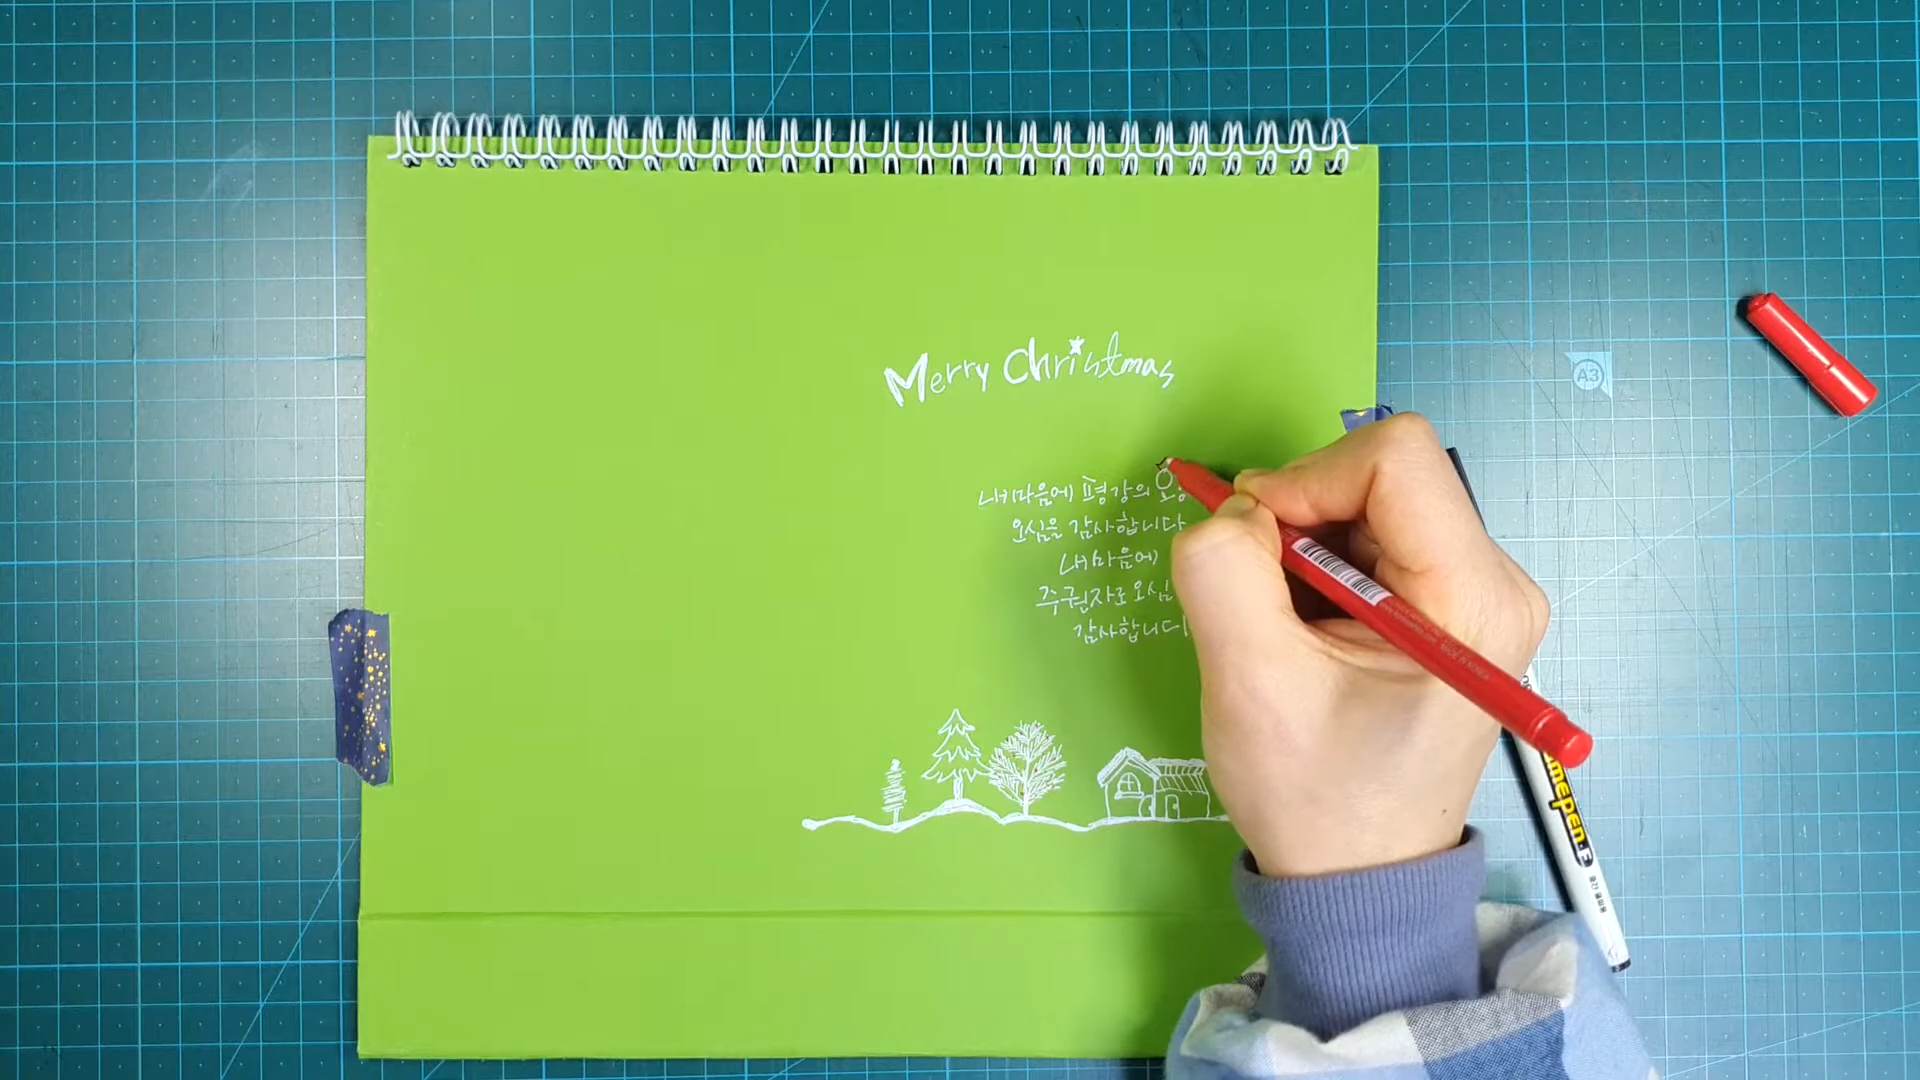 Merry Christmas
내 마음에 평강의 왕
오심을 감사합니다
내 마음에
주권자로 오심
감사합니다
A3